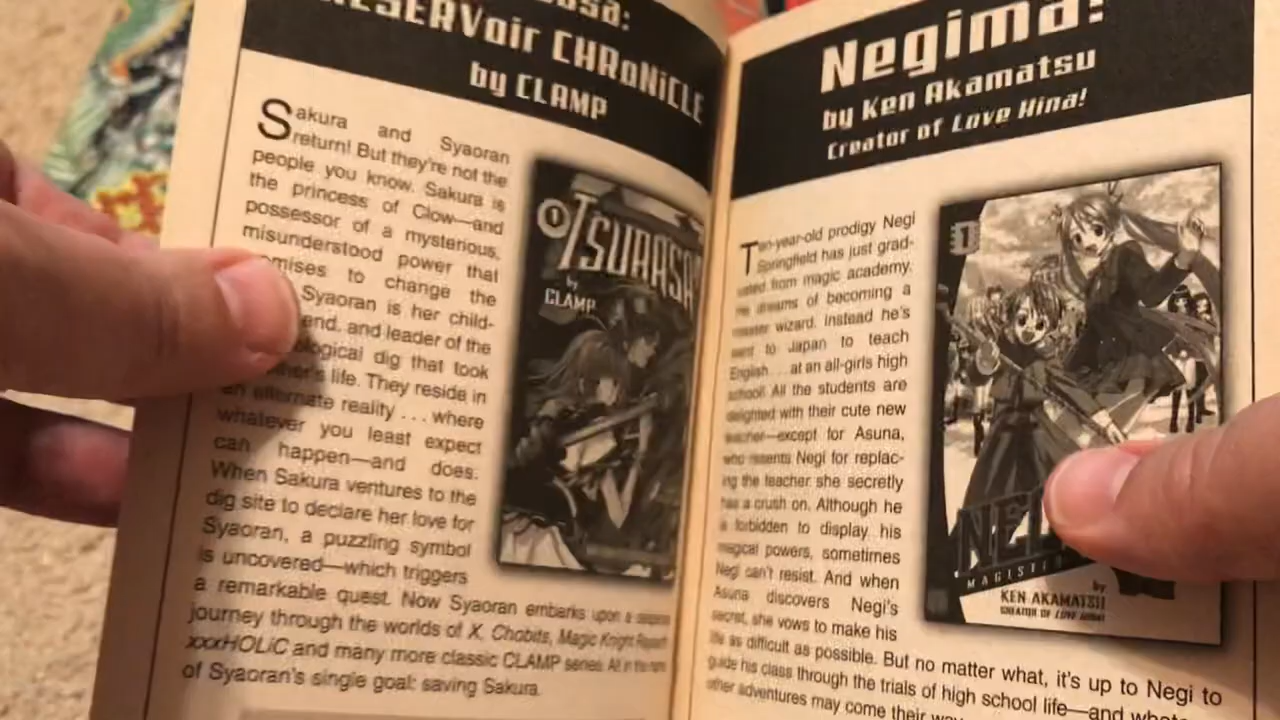 RESERVoir CHRoNiCLE
by CLAMP
Sakura and Syaoran
return! But they're not the
people you know. Sakura is
the princess of Clow—and
possessor of a mysterious,
misunderstood power that
promises to change the
Syaoran is her child-
and leader of the
dig that took
father's life. They reside in
an alternate reality . . . where
whatever you least expect
can happen—and does.
When Sakura ventures to the
dig site to declare her love for
Syaoran, a puzzling symbol
is uncovered—which triggers
a remarkable quest. Now Syaoran embarks upon a
journey through the worlds of X, Chobits, Magic Knight
xxxHOLiC and many more classic CLAMP series. All in the
of Syaoran's single goal: saving Sakura.
1
TSUBASA
by
CLAMP
Negima!
by Ken Akamatsu
Creator of Love Hina!
Ten-year-old prodigy Negi
Springfield has just grad-
uated from magic academy.
He dreams of becoming a
master wizard. Instead he's
sent to Japan to teach
English . . . at an all-girls high
school! All the students are
delighted with their cute new
teacher—except for Asuna,
who resents Negi for replac-
ing the teacher she secretly
has a crush on. Although he
is forbidden to display his
magical powers, sometimes
Negi can't resist. And when
Asuna discovers Negi's
secret, she vows to make his
life as difficult as possible. But no matter what, it's up to Negi to
guide his class through the trials of high school life—and
other adventures may come their
1
by
KEN AKAMATSU
CREATOR OF LOVE HINA!